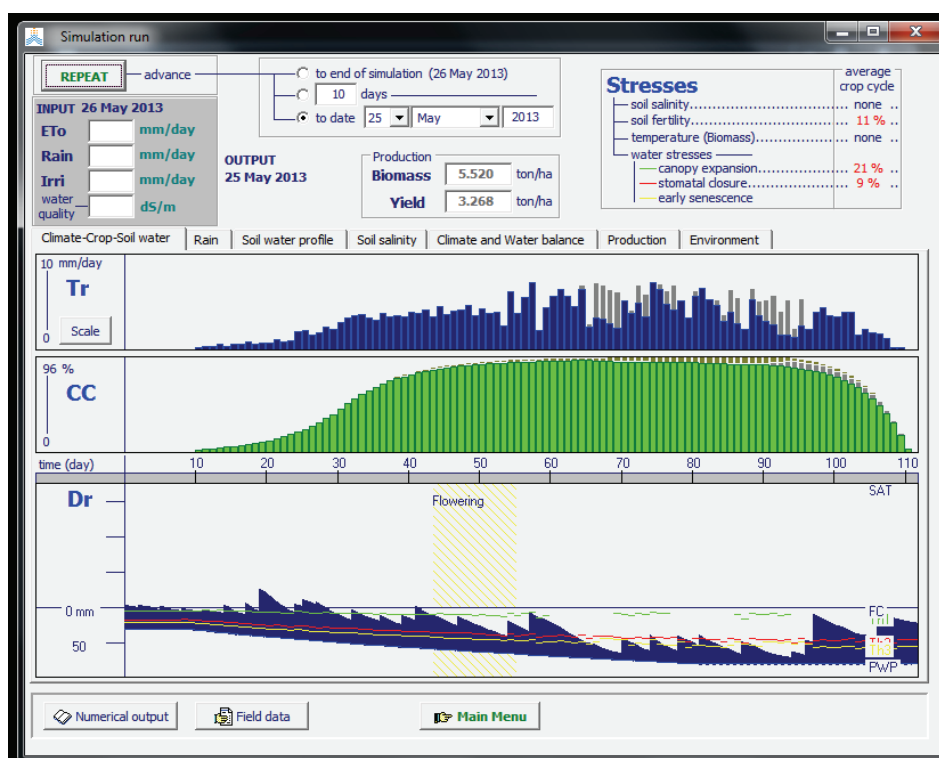 Simulation run
REPEAT
advance
to end of simulation (26 May 2013)
10 days
to date 25 May 2013
INPUT 26 May 2013
ETo mm/day
Rain mm/day
Irri mm/day
water
quality dS/m
OUTPUT
25 May 2013
Production
Biomass 5.520 ton/ha
Yield 3.268 ton/ha
average
Stresses crop cycle
soil salinity........................................ none ..
soil fertility........................................ 11 % ..
temperature (Biomass)................... none ..
water stresses
canopy expansion....................... 21 % ..
stomatal closure......................... 9 % ..
early senescence
Climate-Crop-Soil water Rain Soil water profile Soil salinity Climate and Water balance Production Environment
10 mm/day
Tr
Scale
0
96 %
CC
0
time (day) 10 20 30 40 50 60 70 80 90 100 110
Dr
SAT
Flowering
0 mm
FC
50
Th3
PWP
Numerical output Field data Main Menu